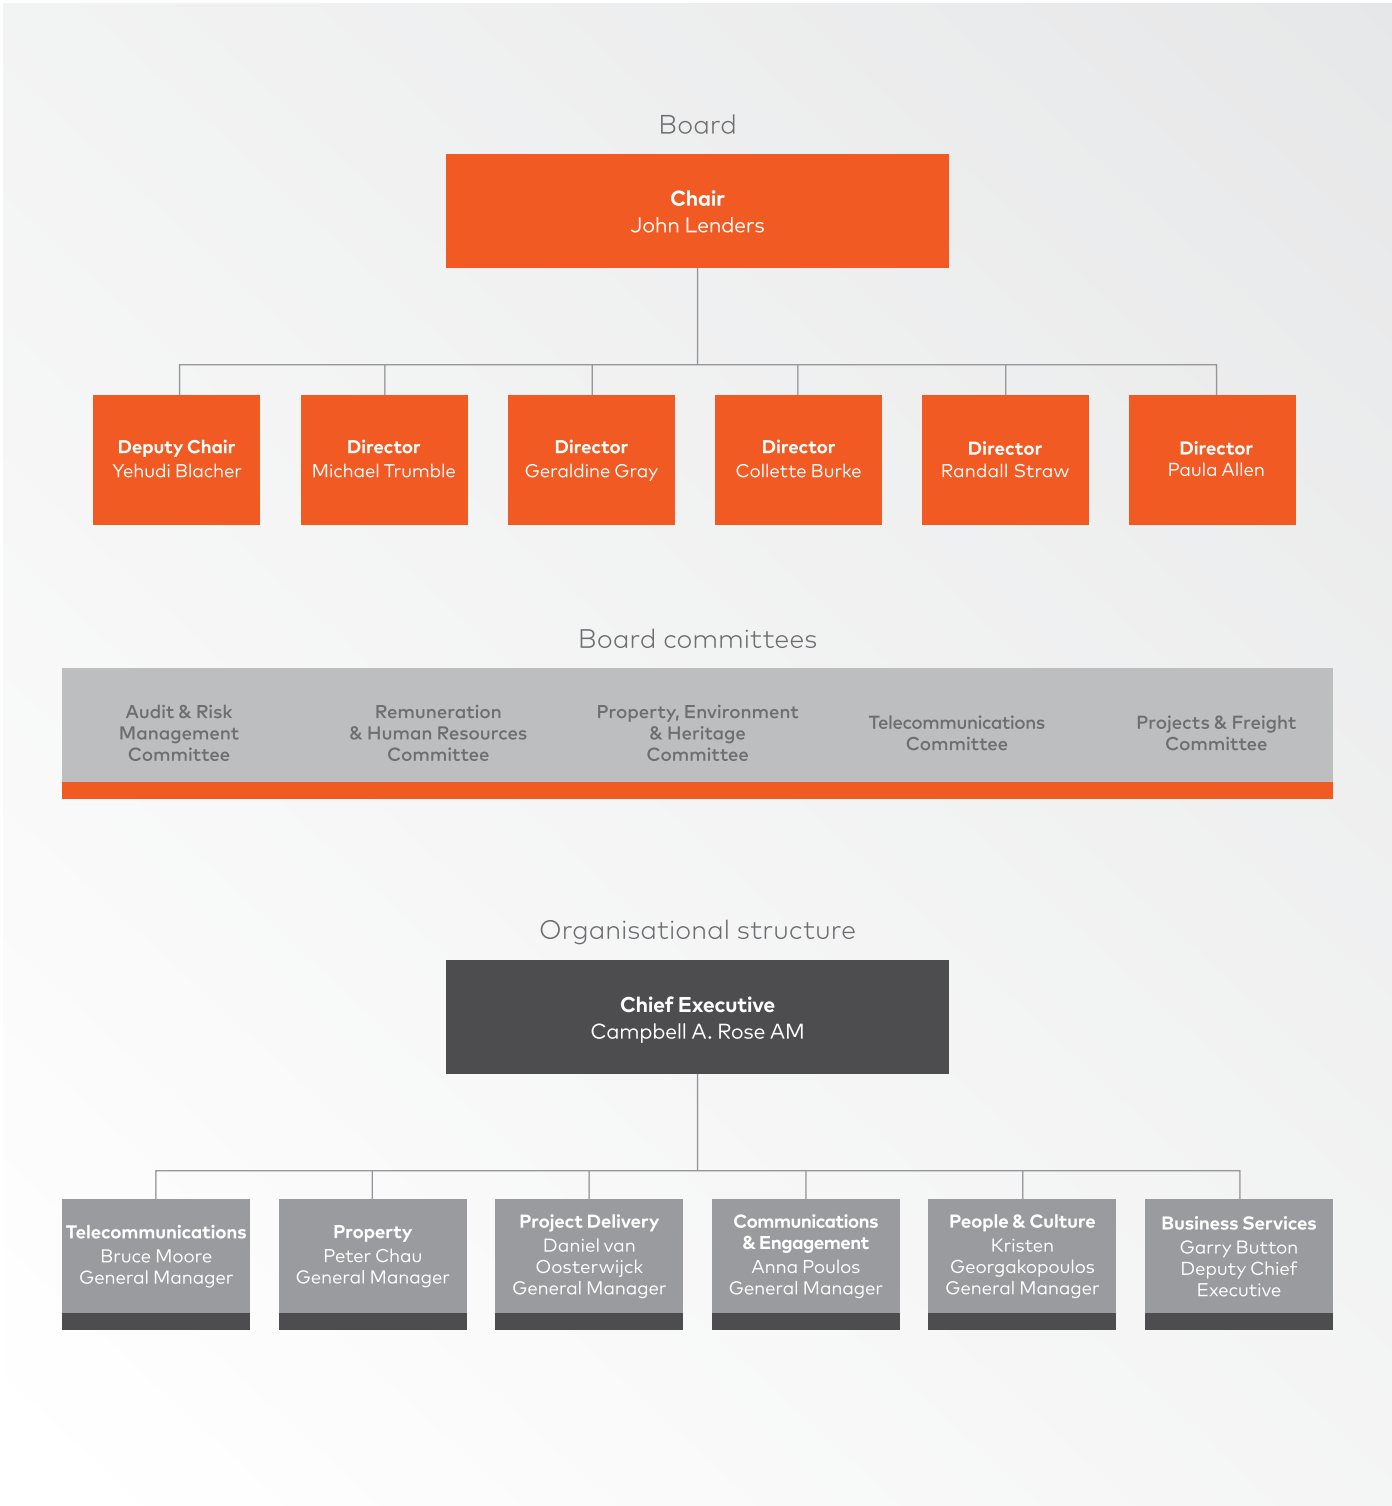 Board
Chair
John Lenders
Deputy Chair
Yehudi Blacher
Director
Michael Trumble
Director
Geraldine Gray
Director
Collette Burke
Director
Randall Straw
Director
Paula Allen
Board committees
Audit & Risk
Management
Committee
Remuneration
& Human Resources
Committee
Property, Environment
& Heritage
Committee
Telecommunications
Committee
Projects & Freight
Committee
Organisational structure
Chief Executive
Campbell A. Rose AM
Telecommunications
Bruce Moore
General Manager
Property
Peter Chau
General Manager
Project Delivery
Daniel van
Oosterwijck
General Manager
Communications
& Engagement
Anna Poulos
General Manager
People & Culture
Kristen
Georgakopoulos
General Manager
Business Services
Garry Button
Deputy Chief
Executive